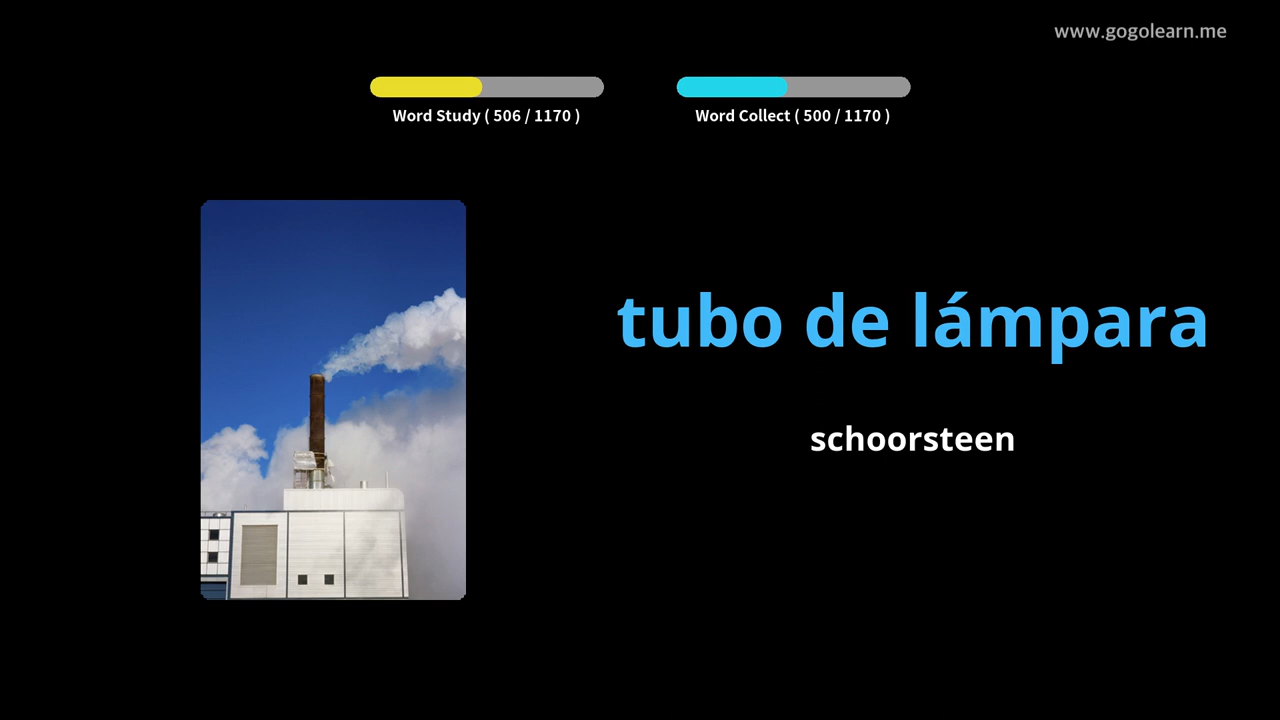 www.gogolearn.me
Word Study ( 506 / 1170 )
Word Collect ( 500 / 1170 )
tubo de lámpara
schoorsteen